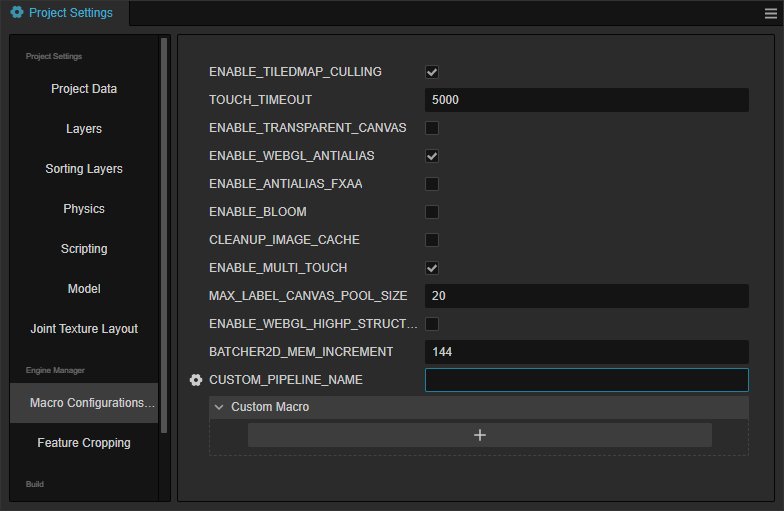 Project Settings
Project Settings
Project Data
Layers
Sorting Layers
Physics
Scripting
Model
Joint Texture Layout
Engine Manager
Macro Configurations...
Feature Cropping
Build
ENABLE_TILEDMAP_CULLING
TOUCH_TIMEOUT 5000
ENABLE_TRANSPARENT_CANVAS
ENABLE_WEBGL_ANTIALIAS
ENABLE_ANTIALIAS_FXAA
ENABLE_BLOOM
CLEANUP_IMAGE_CACHE
ENABLE_MULTI_TOUCH
MAX_LABEL_CANVAS_POOL_SIZE 20
ENABLE_WEBGL_HIGHP_STRUCT...
BATCHER2D_MEM_INCREMENT 144
CUSTOM_PIPELINE_NAME
Custom Macro